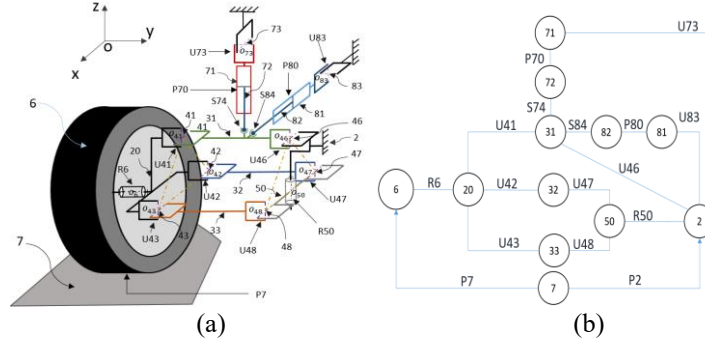 z
y
x
O
73
U73
O73
71
72
P70
S74
S84
P80
U83
O83
83
81
82
6
20
R6
41
O41
41
31
42
O42
U41
U42
46
2
O46
U46
47
O47
U47
32
50
O50
R50
O43
43
U43
33
O48
U48
48
7
P7
(a)
71
U73
P70
72
S74
U41
31
S84
82
P80
81
U83
U46
6
R6
20
U42
32
U47
50
R50
2
U43
33
U48
P7
7
P2
(b)